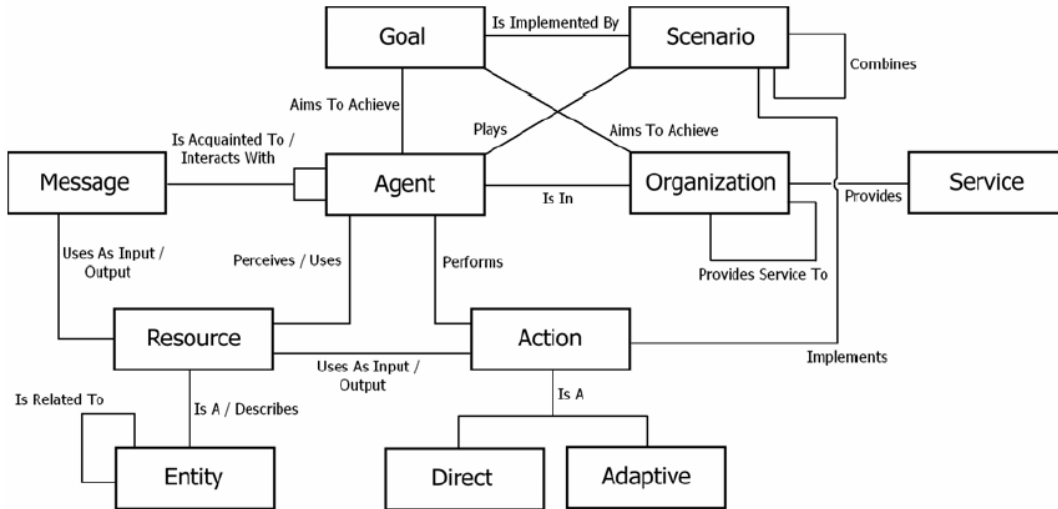 Goal
Is Implemented By
Scenario
Combines
Aims To Achieve
Plays
Aims To Achieve
Is Acquainted To /
Interacts With
Message
Agent
Is In
Organization
Provides
Service
Uses As Input /
Output
Perceives / Uses
Performs
Provides Service To
Resource
Uses As Input /
Output
Action
Implements
Is Related To
Is A / Describes
Is A
Entity
Direct
Adaptive